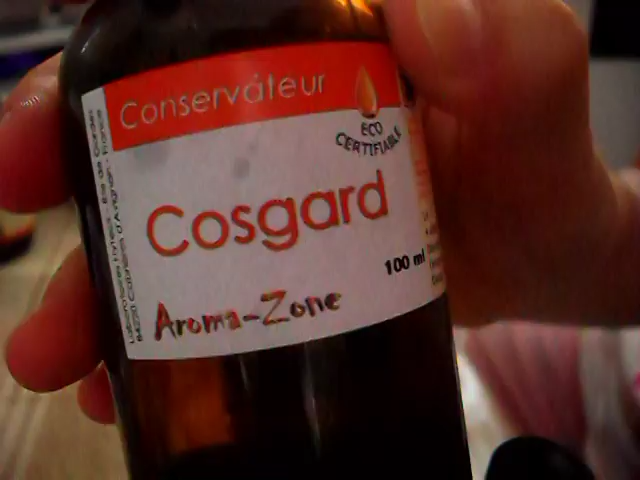 Conservateur
ECO
CERTIFIABLE
Cosgard
100 ml
Aroma-Zone